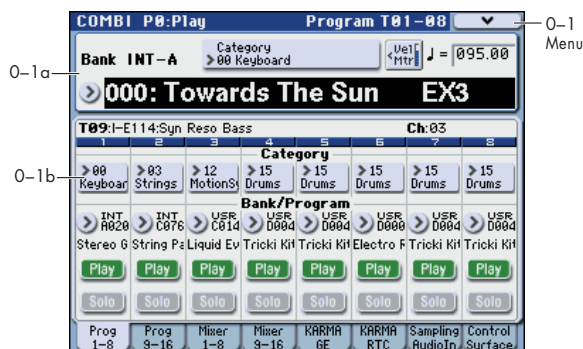 COMBI P0:Play Program T01-08
0–1
Menu
Bank INT-A
Category
00 Keyboard
Vel
Mtr
♩ = 095.00
0–1a
000: Towards The Sun EX3
T09:I-E114:Syn Reso Bass Ch:03
1 2 3 4 5 6 7 8
Category
0–1b
00 03 12 15 15 15 15 15
Keyboar Strings MotionSy Drums Drums Drums Drums Drums
Bank/Program
INT INT USR USR USR USR USR USR
A020 C076 C014 D004 D004 D000 D004 D004
Stereo G String Pa Liquid Ev Tricki Kit Tricki Kit Electro F Tricki Kit Tricki Kit
Play Play Play Play Play Play Play Play
Solo Solo Solo Solo Solo Solo Solo Solo
Prog Prog Mixer Mixer KARMA KARMA Sampling Control
1-8 9-16 1-8 9-16 GE RTC AudioIn Surface